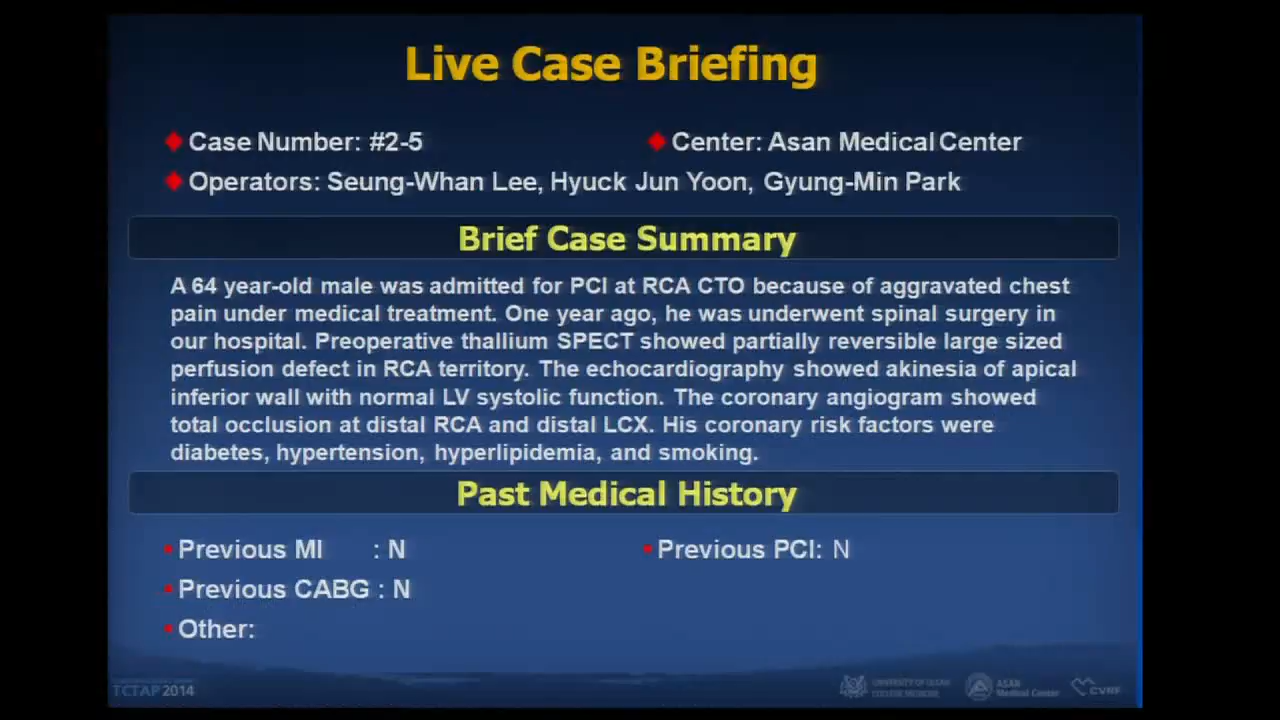 Live Case Briefing
Case Number: #2-5 Center: Asan Medical Center
Operators: Seung-Whan Lee, Hyuck Jun Yoon, Gyung-Min Park
Brief Case Summary
A 64 year-old male was admitted for PCI at RCA CTO because of aggravated chest
pain under medical treatment. One year ago, he was underwent spinal surgery in
our hospital. Preoperative thallium SPECT showed partially reversible large sized
perfusion defect in RCA territory. The echocardiography showed akinesia of apical
inferior wall with normal LV systolic function. The coronary angiogram showed
total occlusion at distal RCA and distal LCX. His coronary risk factors were
diabetes, hypertension, hyperlipidemia, and smoking.
Past Medical History
Previous MI : N Previous PCI: N
Previous CABG : N
Other:
TCTAP 2014
ASAN
Medical Center
CVRF